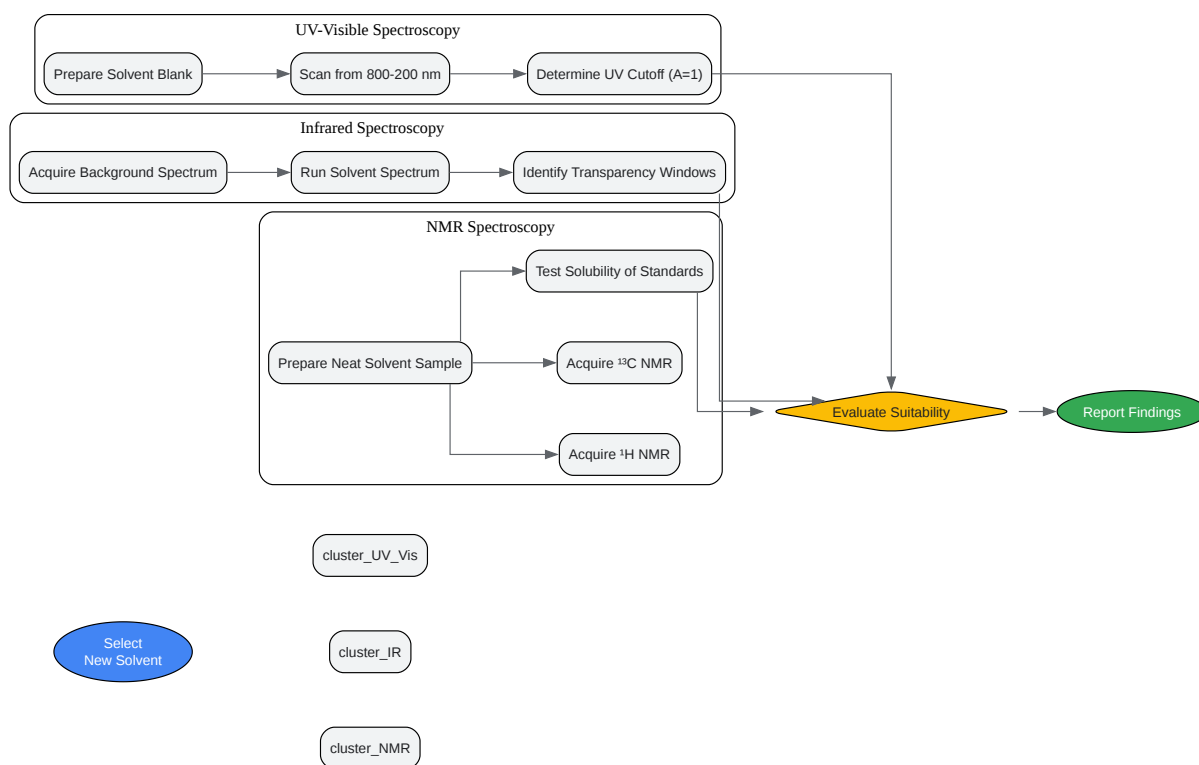 UV-Visible Spectroscopy
Prepare Solvent Blank
Scan from 800-200 nm
Determine UV Cutoff (A=1)
Infrared Spectroscopy
Acquire Background Spectrum
Run Solvent Spectrum
Identify Transparency Windows
NMR Spectroscopy
Test Solubility of Standards
Prepare Neat Solvent Sample
Acquire ¹³C NMR
Acquire ¹H NMR
Evaluate Suitability
Report Findings
cluster_UV_Vis
Select
New Solvent
cluster_IR
cluster_NMR